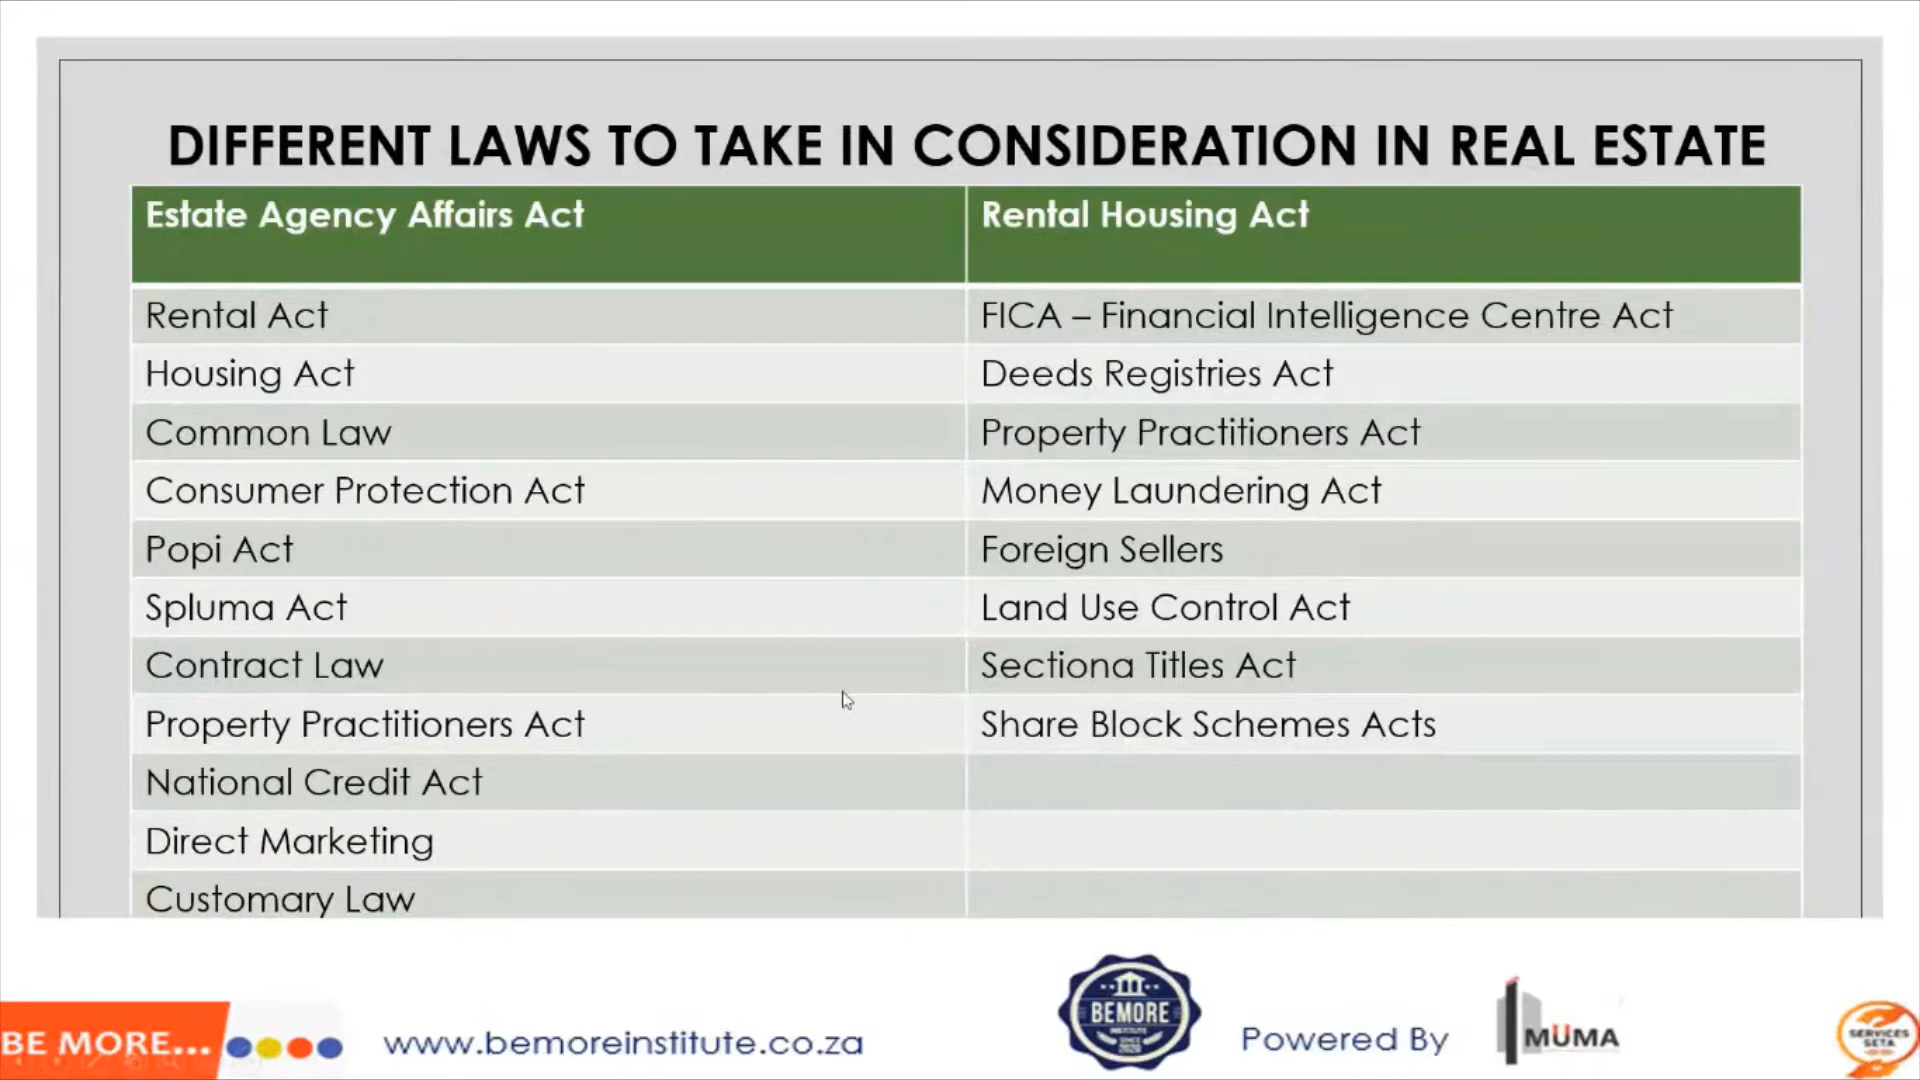 DIFFERENT LAWS TO TAKE IN CONSIDERATION IN REAL ESTATE
Estate Agency Affairs Act
Rental Housing Act
Rental Act
FICA – Financial Intelligence Centre Act
Housing Act
Deeds Registries Act
Common Law
Property Practitioners Act
Consumer Protection Act
Money Laundering Act
Popi Act
Foreign Sellers
Spluma Act
Land Use Control Act
Contract Law
Sectiona Titles Act
Property Practitioners Act
Share Block Schemes Acts
National Credit Act
Direct Marketing
Customary Law
BE MORE...
www.bemoreinstitute.co.za
BEMORE
INSTITUTE
Powered By
MUMA
SERVICES
SETA